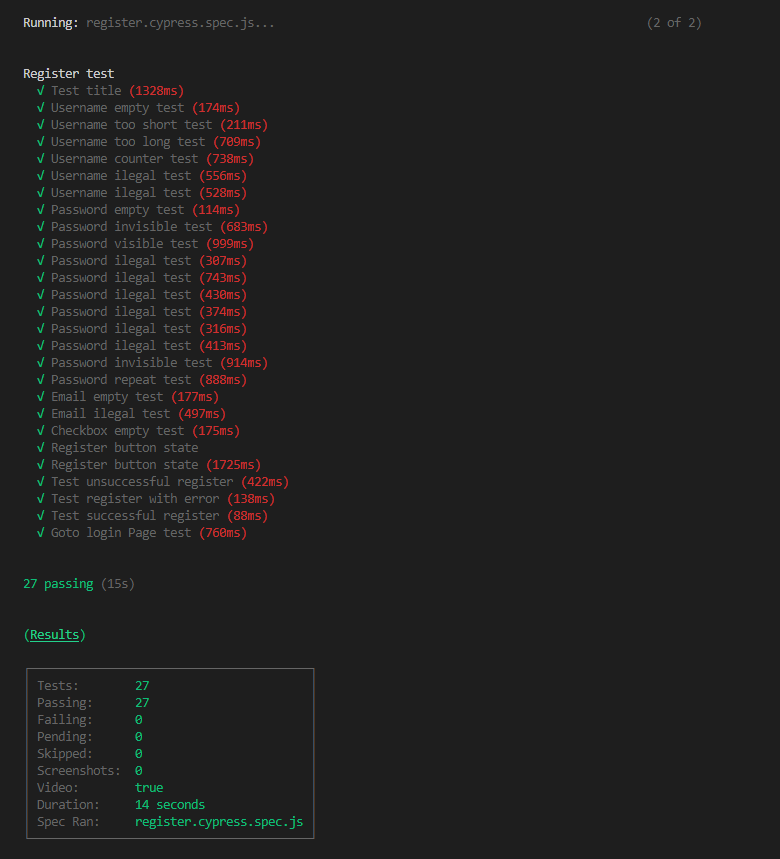 Running: register.cypress.spec.js... (2 of 2)
Register test
√ Test title (1328ms)
√ Username empty test (174ms)
√ Username too short test (211ms)
√ Username too long test (709ms)
√ Username counter test (738ms)
√ Username ilegal test (556ms)
√ Username ilegal test (528ms)
√ Password empty test (114ms)
√ Password invisible test (683ms)
√ Password visible test (999ms)
√ Password ilegal test (307ms)
√ Password ilegal test (743ms)
√ Password ilegal test (430ms)
√ Password ilegal test (374ms)
√ Password ilegal test (316ms)
√ Password ilegal test (413ms)
√ Password invisible test (914ms)
√ Password repeat test (888ms)
√ Email empty test (177ms)
√ Email ilegal test (497ms)
√ Checkbox empty test (175ms)
√ Register button state
√ Register button state (1725ms)
√ Test unsuccessful register (422ms)
√ Test register with error (138ms)
√ Test successful register (88ms)
√ Goto login Page test (760ms)
27 passing (15s)
(Results)
Tests: 27
Passing: 27
Failing: 0
Pending: 0
Skipped: 0
Screenshots: 0
Video: true
Duration: 14 seconds
Spec Ran: register.cypress.spec.js